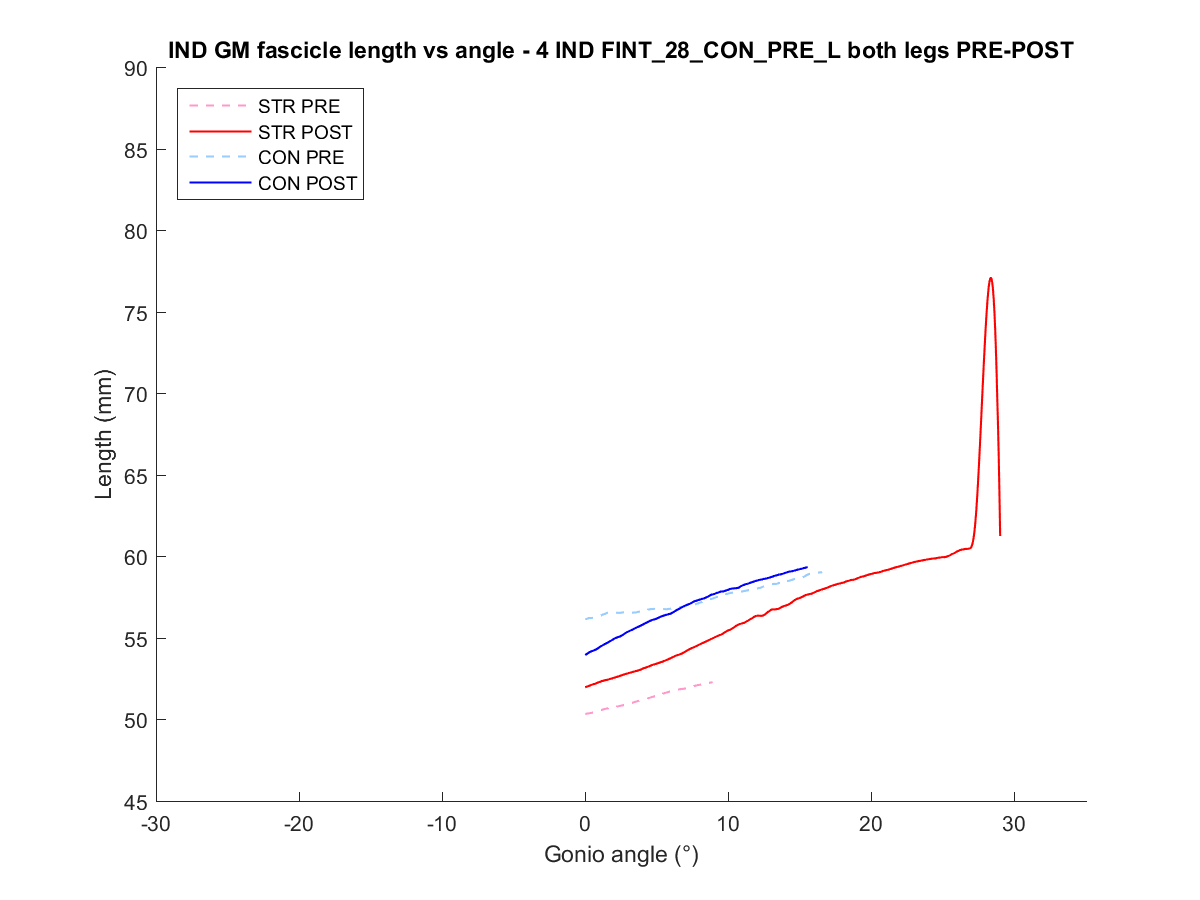 IND GM fascicle length vs angle - 4 IND FINT_28_CON_PRE_L both legs PRE-POST
90
85
80
75
70
65
60
55
50
45
Length (mm)
STR PRE
STR POST
CON PRE
CON POST
-30
-20
-10
0
10
20
30
Gonio angle (°)